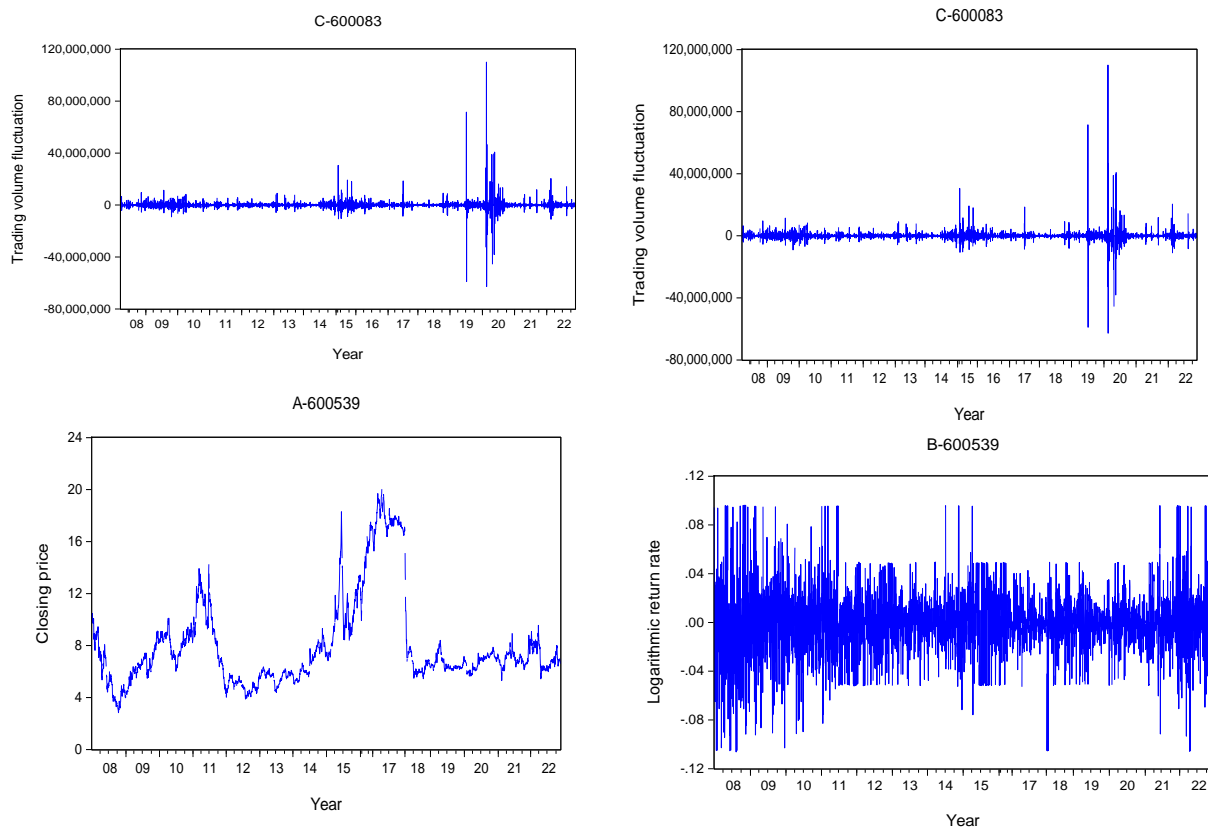 C-600083
120,000,000
80,000,000
40,000,000
0
-40,000,000
-80,000,000
Trading volume fluctuation
08 09 10 11 12 13 14 15 16 17 18 19 20 21 22
Year
C-600083
120,000,000
80,000,000
40,000,000
0
-40,000,000
-80,000,000
Trading volume fluctuation
08 09 10 11 12 13 14 15 16 17 18 19 20 21 22
Year
A-600539
24
20
16
12
8
4
0
Closing price
08 09 10 11 12 13 14 15 16 17 18 19 20 21 22
Year
B-600539
.12
.08
.04
.00
-.04
-.08
-.12
Logarithmic return rate
08 09 10 11 12 13 14 15 16 17 18 19 20 21 22
Year